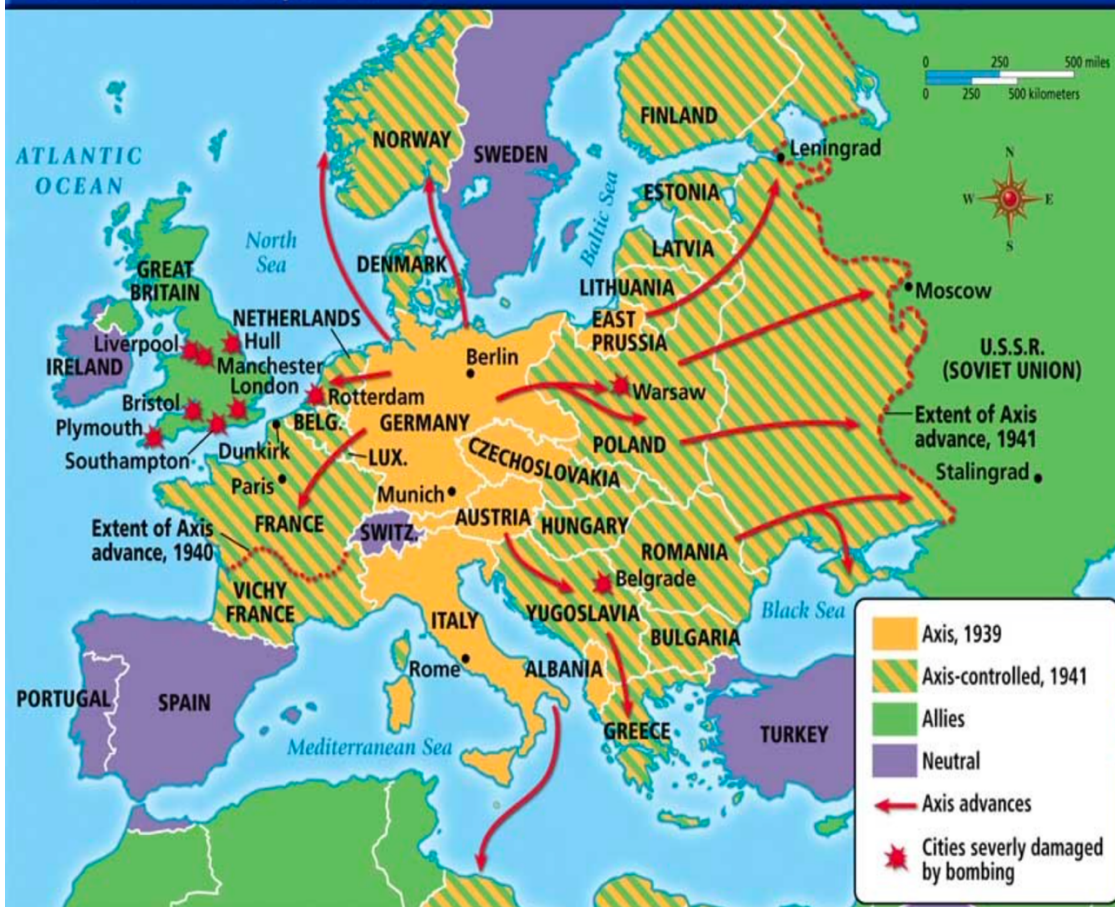 0 250 500 miles
0 250 500 kilometers
FINLAND
NORWAY
SWEDEN
Leningrad
ATLANTIC
OCEAN
N
W E
S
ESTONIA
Baltic Sea
North
Sea
LATVIA
DENMARK
GREAT
BRITAIN
LITHUANIA
Moscow
NETHERLANDS
EAST
PRUSSIA
Hull
Liverpool
IRELAND
Manchester
Berlin
U.S.S.R.
(SOVIET UNION)
London
Rotterdam
Warsaw
Bristol
BELG.
GERMANY
Extent of Axis
advance, 1941
Plymouth
POLAND
Southampton
Dunkirk
LUX.
CZECHOSLOVAKIA
Stalingrad
Paris
Munich
FRANCE
AUSTRIA
HUNGARY
Extent of Axis
advance, 1940
SWITZ.
ROMANIA
Belgrade
VICHY
FRANCE
Black Sea
ITALY
YUGOSLAVIA
BULGARIA
Rome
ALBANIA
PORTUGAL
SPAIN
GREECE
TURKEY
Mediterranean Sea
Axis, 1939
Axis-controlled, 1941
Allies
Neutral
Axis advances
Cities severly damaged
by bombing